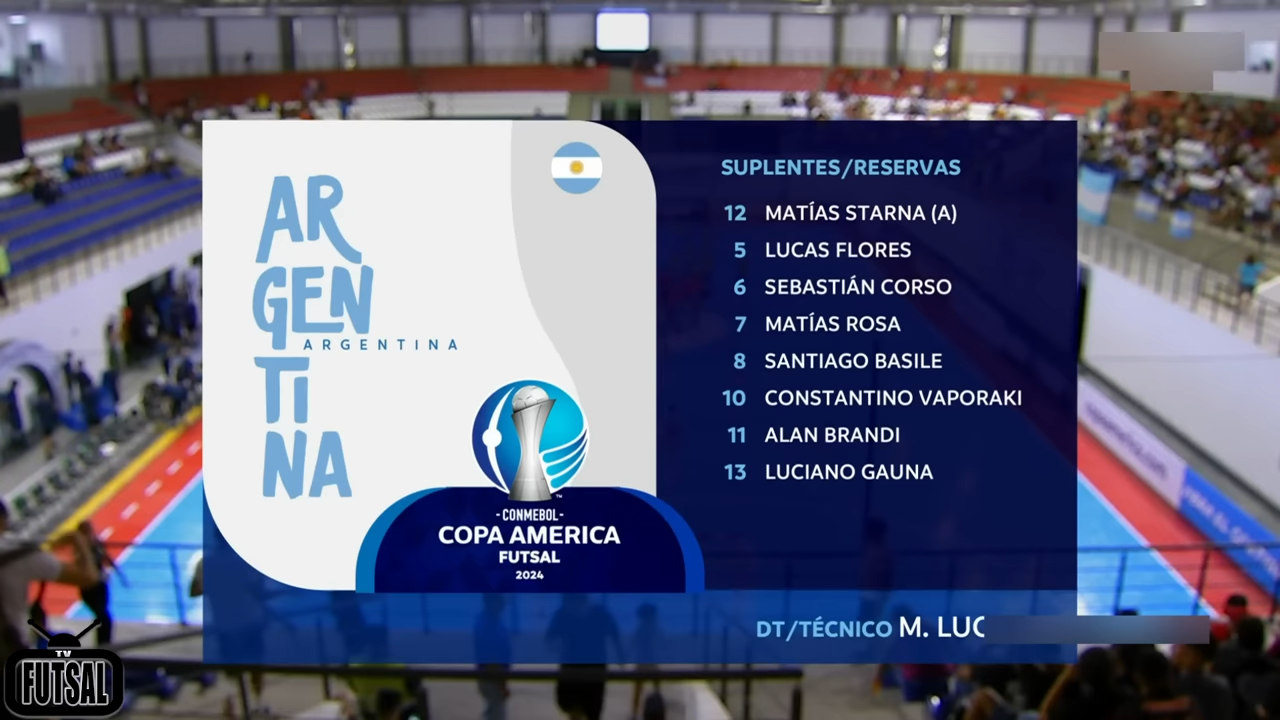 AR
GEN
TI
NA
ARGENTINA
-CONMEBOL-
COPA AMERICA
FUTSAL
2024
SUPLENTES/RESERVAS
12 MATÍAS STARNA (A)
5 LUCAS FLORES
6 SEBASTIÁN CORSO
7 MATÍAS ROSA
8 SANTIAGO BASILE
10 CONSTANTINO VAPORAKI
11 ALAN BRANDI
13 LUCIANO GAUNA
DT/TÉCNICO M. LUC
TV
FUTSAL